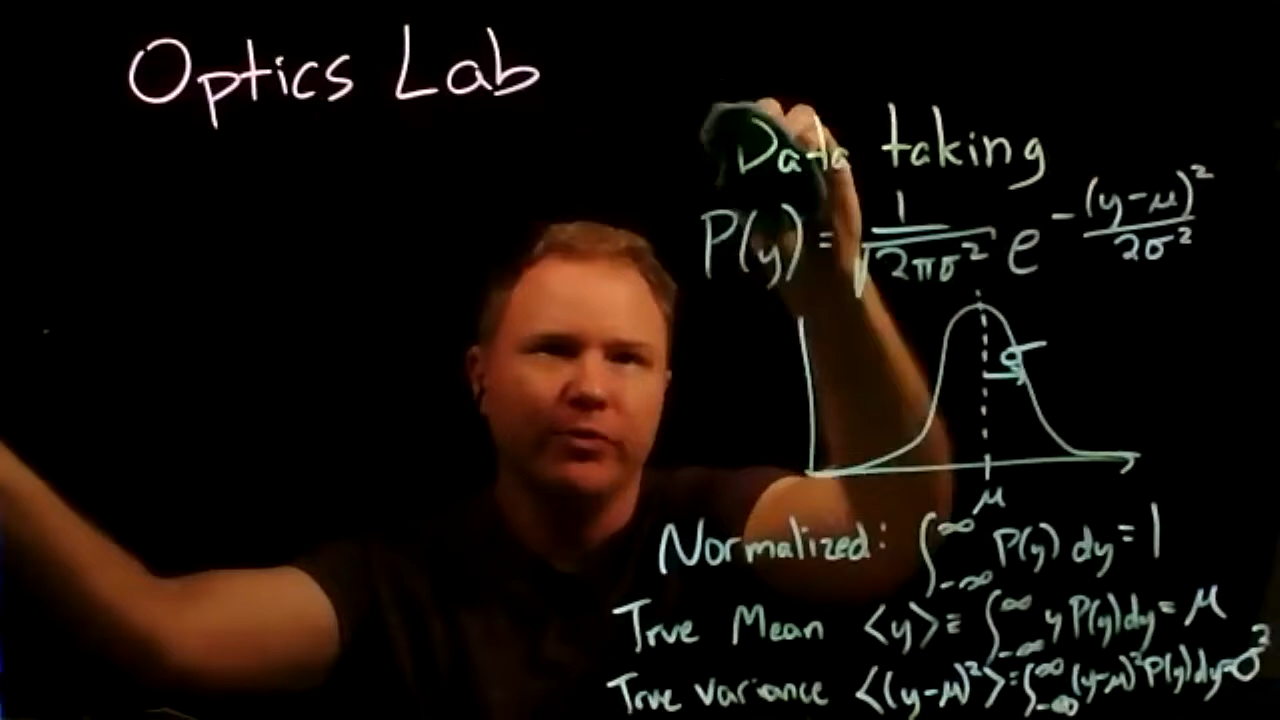 Optics Lab
Data taking
P(y) = 1/√(2πσ²) e^(-(y-μ)²/2σ²)
σ
μ
Normalized: ∫_{-∞}^{∞} P(y) dy = 1
True Mean <y> = ∫_{-∞}^{∞} y P(y) dy = μ
True variance <(y-μ)²> = ∫_{-∞}^{∞} (y-μ)² P(y) dy = σ²